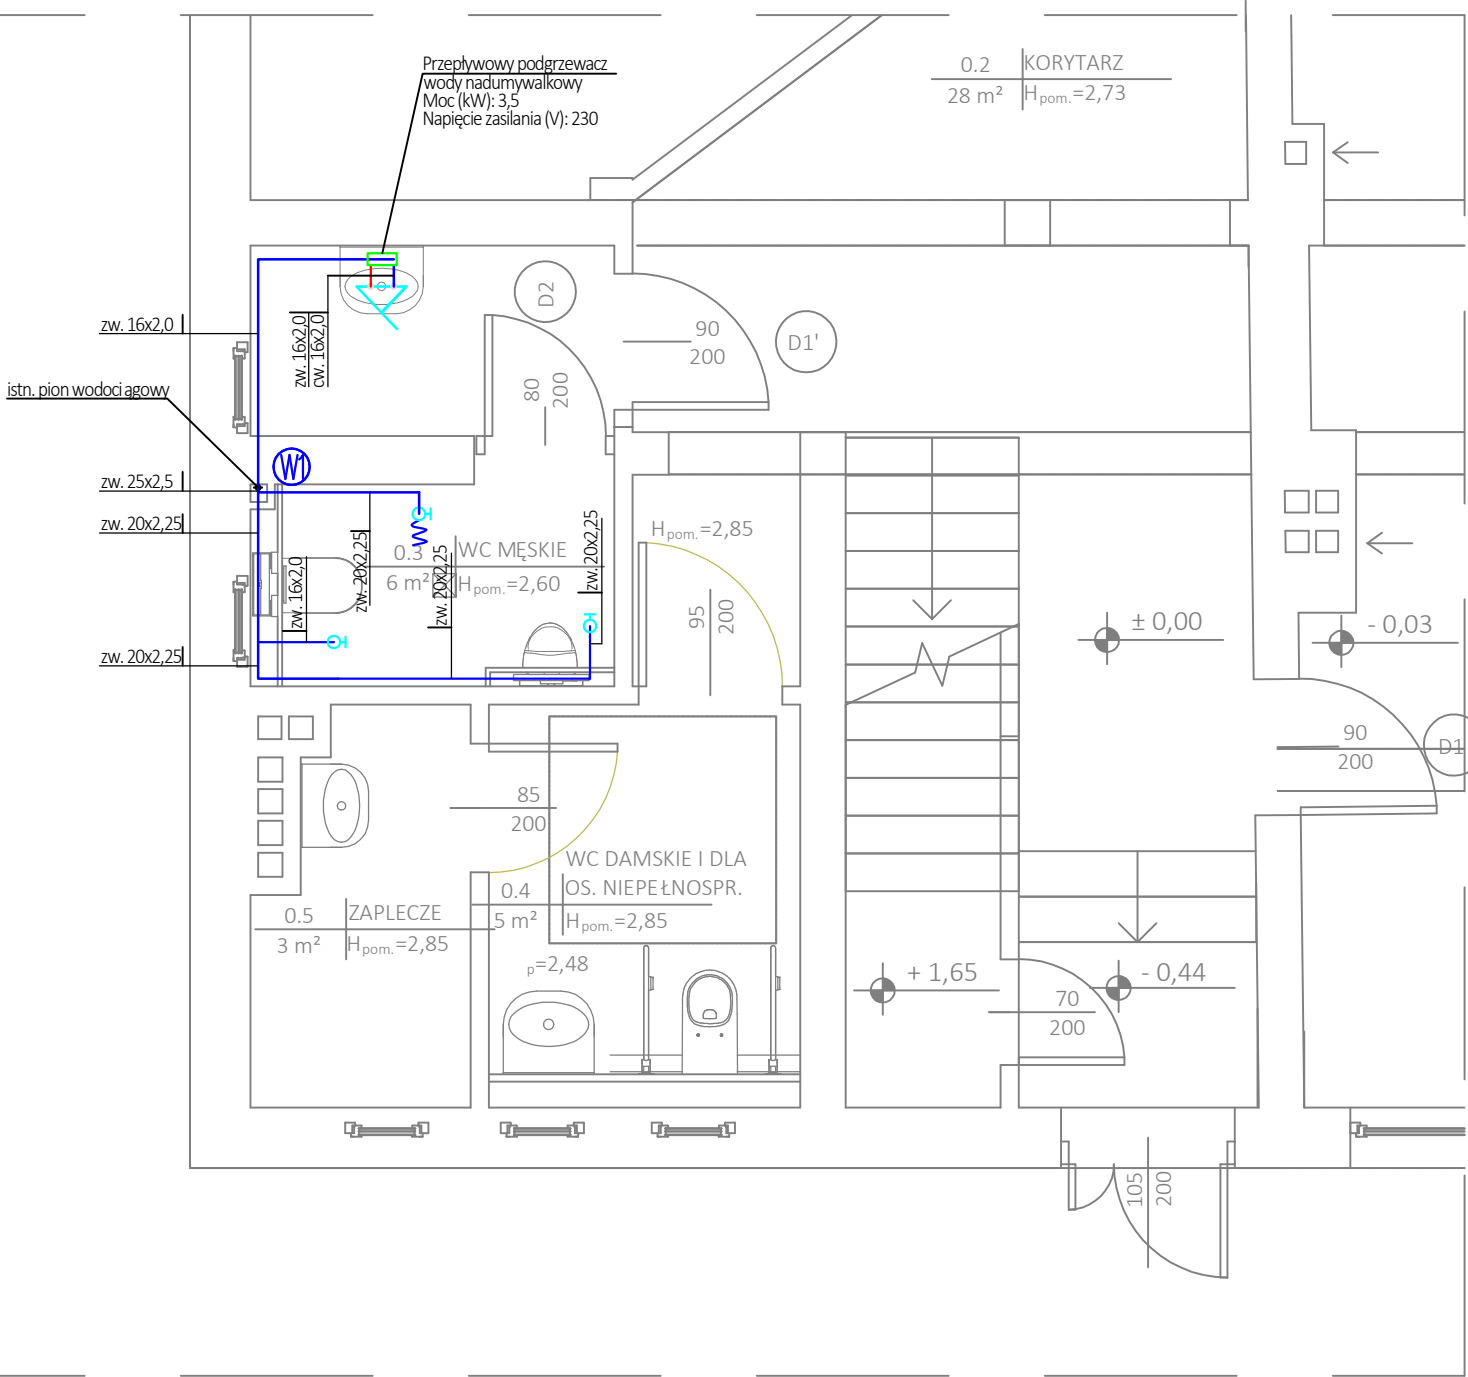 Przepływowy podgrzewacz
wody nadumywalkowy
Moc (kW): 3,5
Napięcie zasilania (V): 230
0.2 KORYTARZ
28 m² Hpom.=2,73
D2
90
200
D1'
zw. 16x2,0
zw. 16x2,0
cw. 16x2,0
80
200
istn. pion wodociągowy
W1
zw. 25x2,5
zw. 20x2,25
zw. 16x2,0
zw. 20x2,25
zw. 20x2,25
zw. 20x2,25
0.3 WC MĘSKIE
6 m² Hpom.=2,60
Hpom.=2,85
95
200
± 0,00
- 0,03
zw. 20x2,25
90
200
D1
85
200
WC DAMSKIE I DLA
0.4 OS. NIEPEŁNOSPR.
5 m² Hpom.=2,85
0.5 ZAPLECZE
3 m² Hpom.=2,85
p=2,48
+ 1,65
- 0,44
70
200
105
200